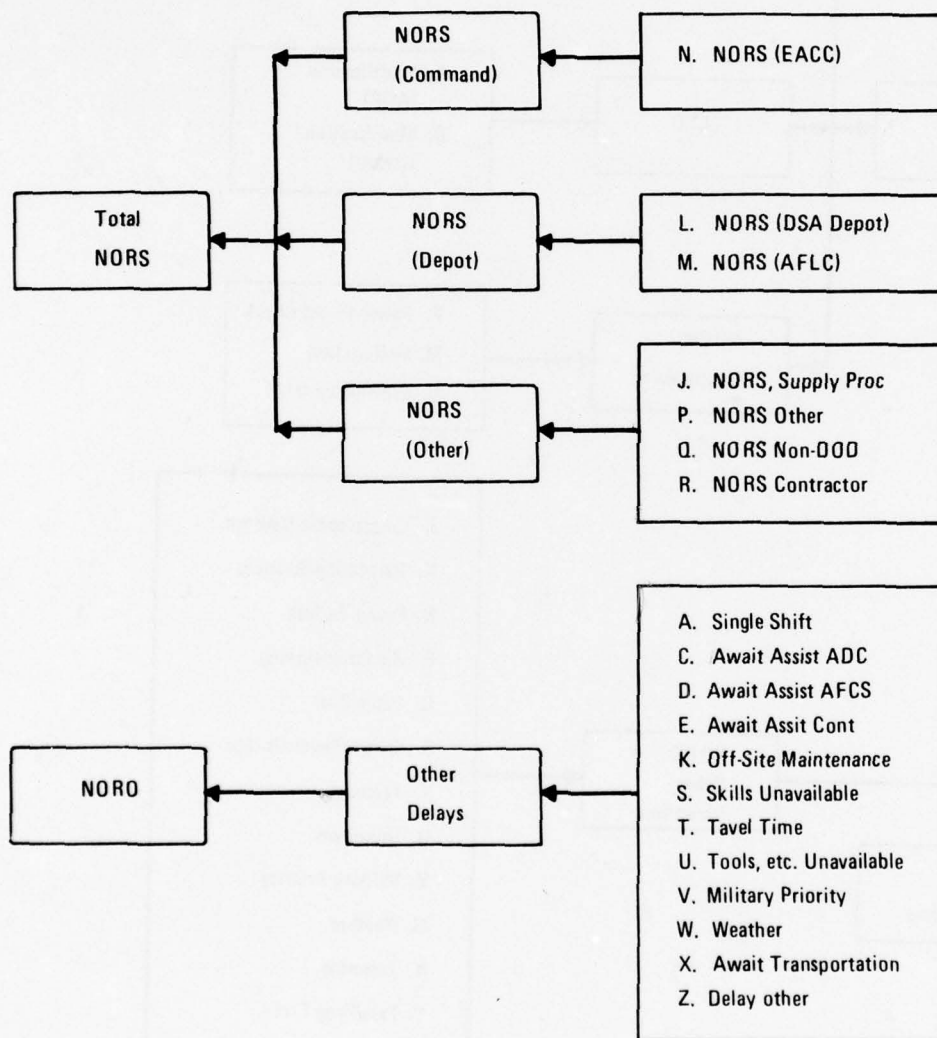 NORS
(Command)
N. NORS (EACC)
Total
NORS
NORS
(Depot)
L. NORS (DSA Depot)
M. NORS (AFLC)
NORS
(Other)
J. NORS, Supply Proc
P. NORS Other
Q. NORS Non-DOD
R. NORS Contractor
NORO
Other
Delays
A. Single Shift
C. Await Assist ADC
D. Await Assist AFCS
E. Await Assit Cont
K. Off-Site Maintenance
S. Skills Unavailable
T. Tavel Time
U. Tools, etc. Unavailable
V. Military Priority
W. Weather
X. Await Transportation
Z. Delay other